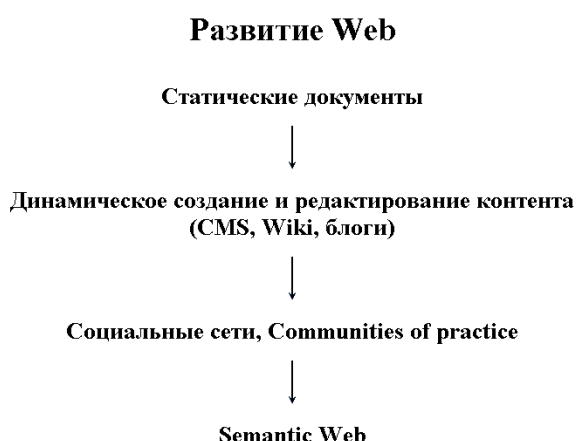 Развитие Web
Статические документы
Динамическое создание и редактирование контента
(CMS, Wiki, блоги)
Социальные сети, Communities of practice
Semantic Web